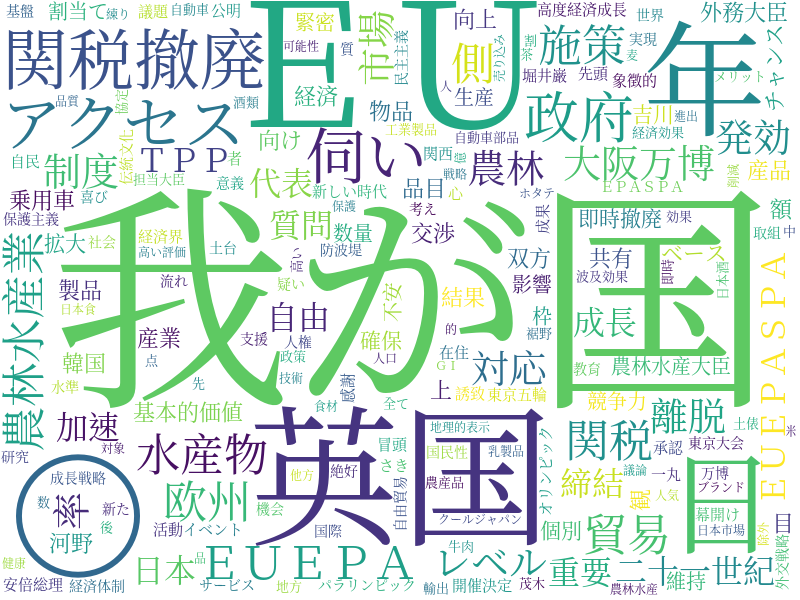 基盤
割当て
練り
議題
自動車
公明
緊密
向上
高度経済成長
世界
外務大臣
関税撤廃
ＥＵ
年
市場
側
施策
可能性
質
民主主義
売り込み
割
茶
麦
実現
チャンス
メリット
アクセス
品質
協定
酒類
経済
物品
生産
堀井巌
先頭
象徴的
人
政府
吉川
進出
経済効果
発効
伝統文化
ＴＰＰ
者
向け
伺い
工業製品
自動車部品
億
関西
戦略
農林
大阪万博
自民
制度
担当大臣
意義
代表
新しい時代
心
品目
ホタテ
ＥＰＡＳＰＡ
削減
産品
乗用車
喜び
質問
保護
考え
成果
即時撤廃
効果
額
取組
中
保護主義
拡大
社会
経済界
土台
数量
交渉
双方
共有
ベース
高い評価
防波堤
高い
影響
波及効果
即時
日本酒
農林水産業
製品
流れ
疑い
不安
結果
枠
成長
ＥＵＥＰＡＳＰＡ
日本食
産業
支援
自由
人権
確保
我が国
韓国
点
政策
的
在住
裾野
対応
農林水産大臣
水準
先
技術
人口
ＧＩ
教育
感謝
上
誘致
東京五輪
競争力
土俵
米
基本的価値
食材
全て
加速
水産物
英国
地理的表示
乳製品
関税
離脱
研究
対象
冒頭
国民性
承認
東京大会
成長戦略
他方
絶好
さき
農産品
オリンピック
締結
議論
一丸
万博
ブランド
率
数
新た
欧州
機会
自由貿易
クールジャパン
観
人気
日
幕開け
日本市場
後
河野
活動イベント
国際
個別
貿易
除外
目
外交戦略
健康
品
日本
ＥＵＥＰＡ
牛肉
レベル
重要
二十一世紀
維持
安倍総理
経済体制
サービス
地方
パラリンピック
輸出
開催決定
茂木
農林水産